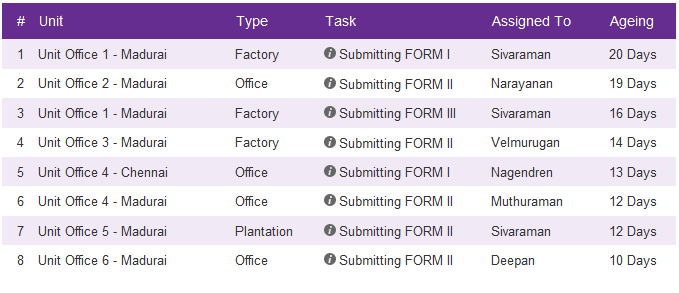 # Unit Type Task Assigned To Ageing
1 Unit Office 1 - Madurai Factory Submitting FORM I Sivaraman 20 Days
2 Unit Office 2 - Madurai Office Submitting FORM II Narayanan 19 Days
3 Unit Office 1 - Madurai Factory Submitting FORM III Sivaraman 16 Days
4 Unit Office 3 - Madurai Factory Submitting FORM II Velmurugan 14 Days
5 Unit Office 4 - Chennai Office Submitting FORM I Nagendren 13 Days
6 Unit Office 4 - Madurai Office Submitting FORM II Muthuraman 12 Days
7 Unit Office 5 - Madurai Plantation Submitting FORM II Sivaraman 12 Days
8 Unit Office 6 - Madurai Office Submitting FORM II Deepan 10 Days